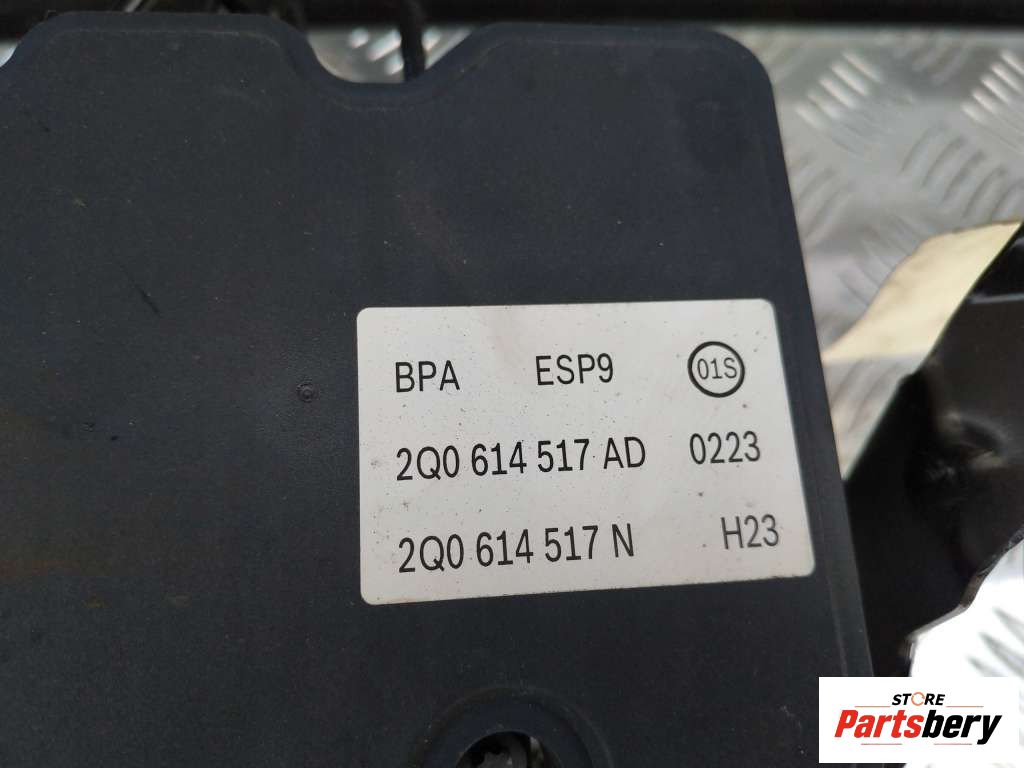 BPA ESP9 01S
2Q0 614 517 AD 0223
2Q0 614 517 N H23
STORE
Partsbery